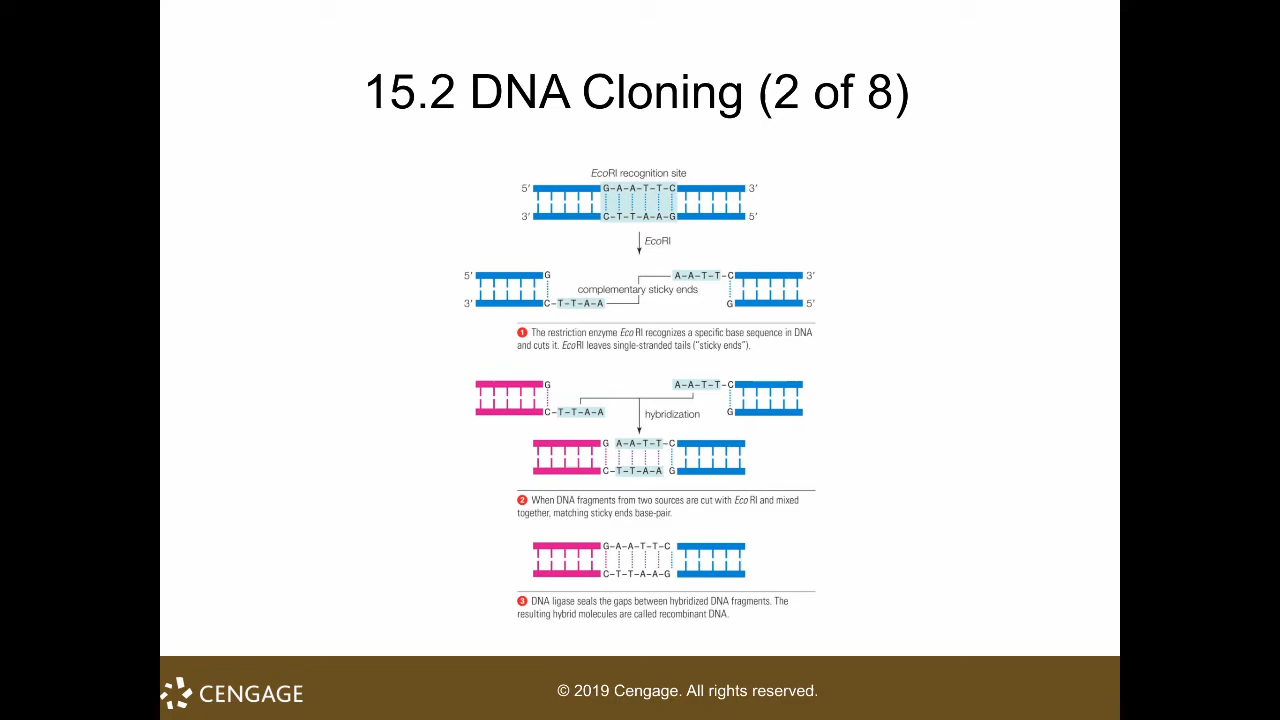 15.2 DNA Cloning (2 of 8)
EcoRI recognition site
5′ G-A-A-T-T-C 3′
3′ C-T-T-A-A-G 5′
EcoRI
5′ G A-A-T-T-C 3′
complementary sticky ends
3′ C-T-T-A-A G 5′
1 The restriction enzyme Eco RI recognizes a specific base sequence in DNA
and cuts it. EcoRI leaves single-stranded tails (“sticky ends”).
G A-A-T-T-C
C-T-T-A-A G
hybridization
G A-A-T-T-C
C-T-T-A-A G
2 When DNA fragments from two sources are cut with Eco RI and mixed
together, matching sticky ends base-pair.
G-A-A-T-T-C
C-T-T-A-A-G
3 DNA ligase seals the gaps between hybridized DNA fragments. The
resulting hybrid molecules are called recombinant DNA.
CENGAGE
© 2019 Cengage. All rights reserved.